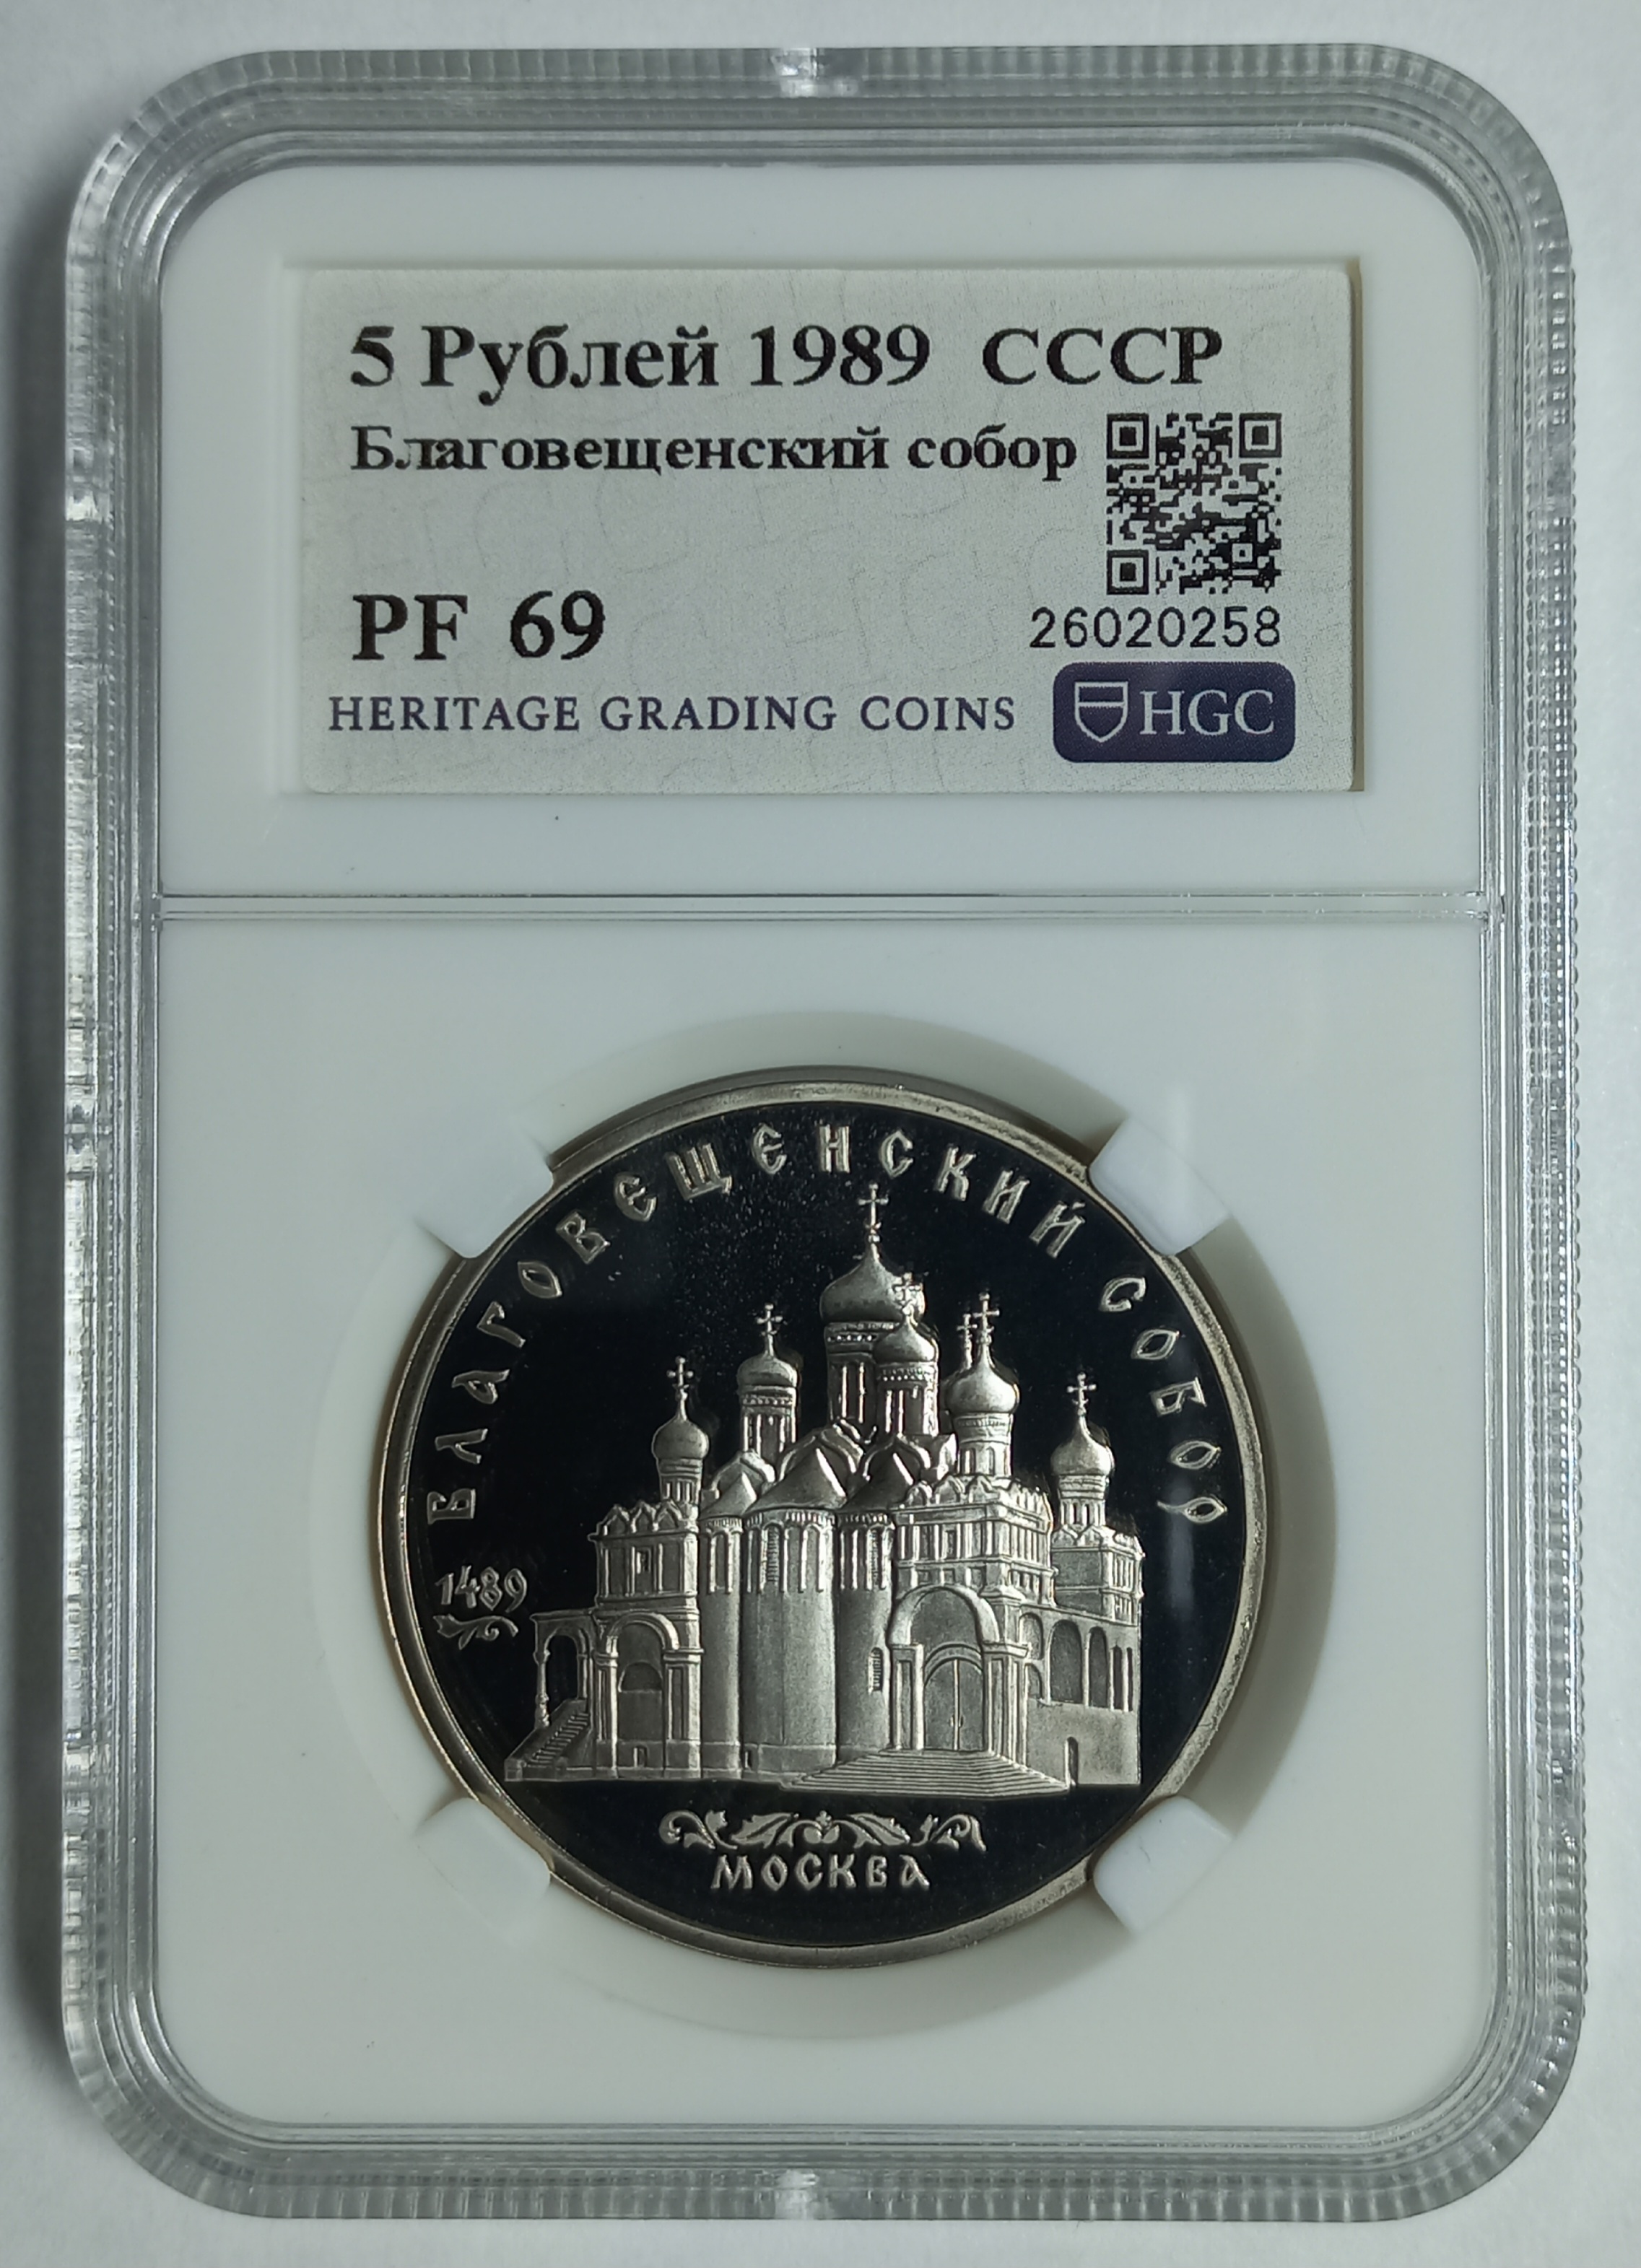 5 Рублей 1989 СССР
Благовещенский собор
PF 69
26020258
HERITAGE GRADING COINS HGC
БЛАГОВЕЩЕНСКИЙ СОБОР
1489
МОСКВА